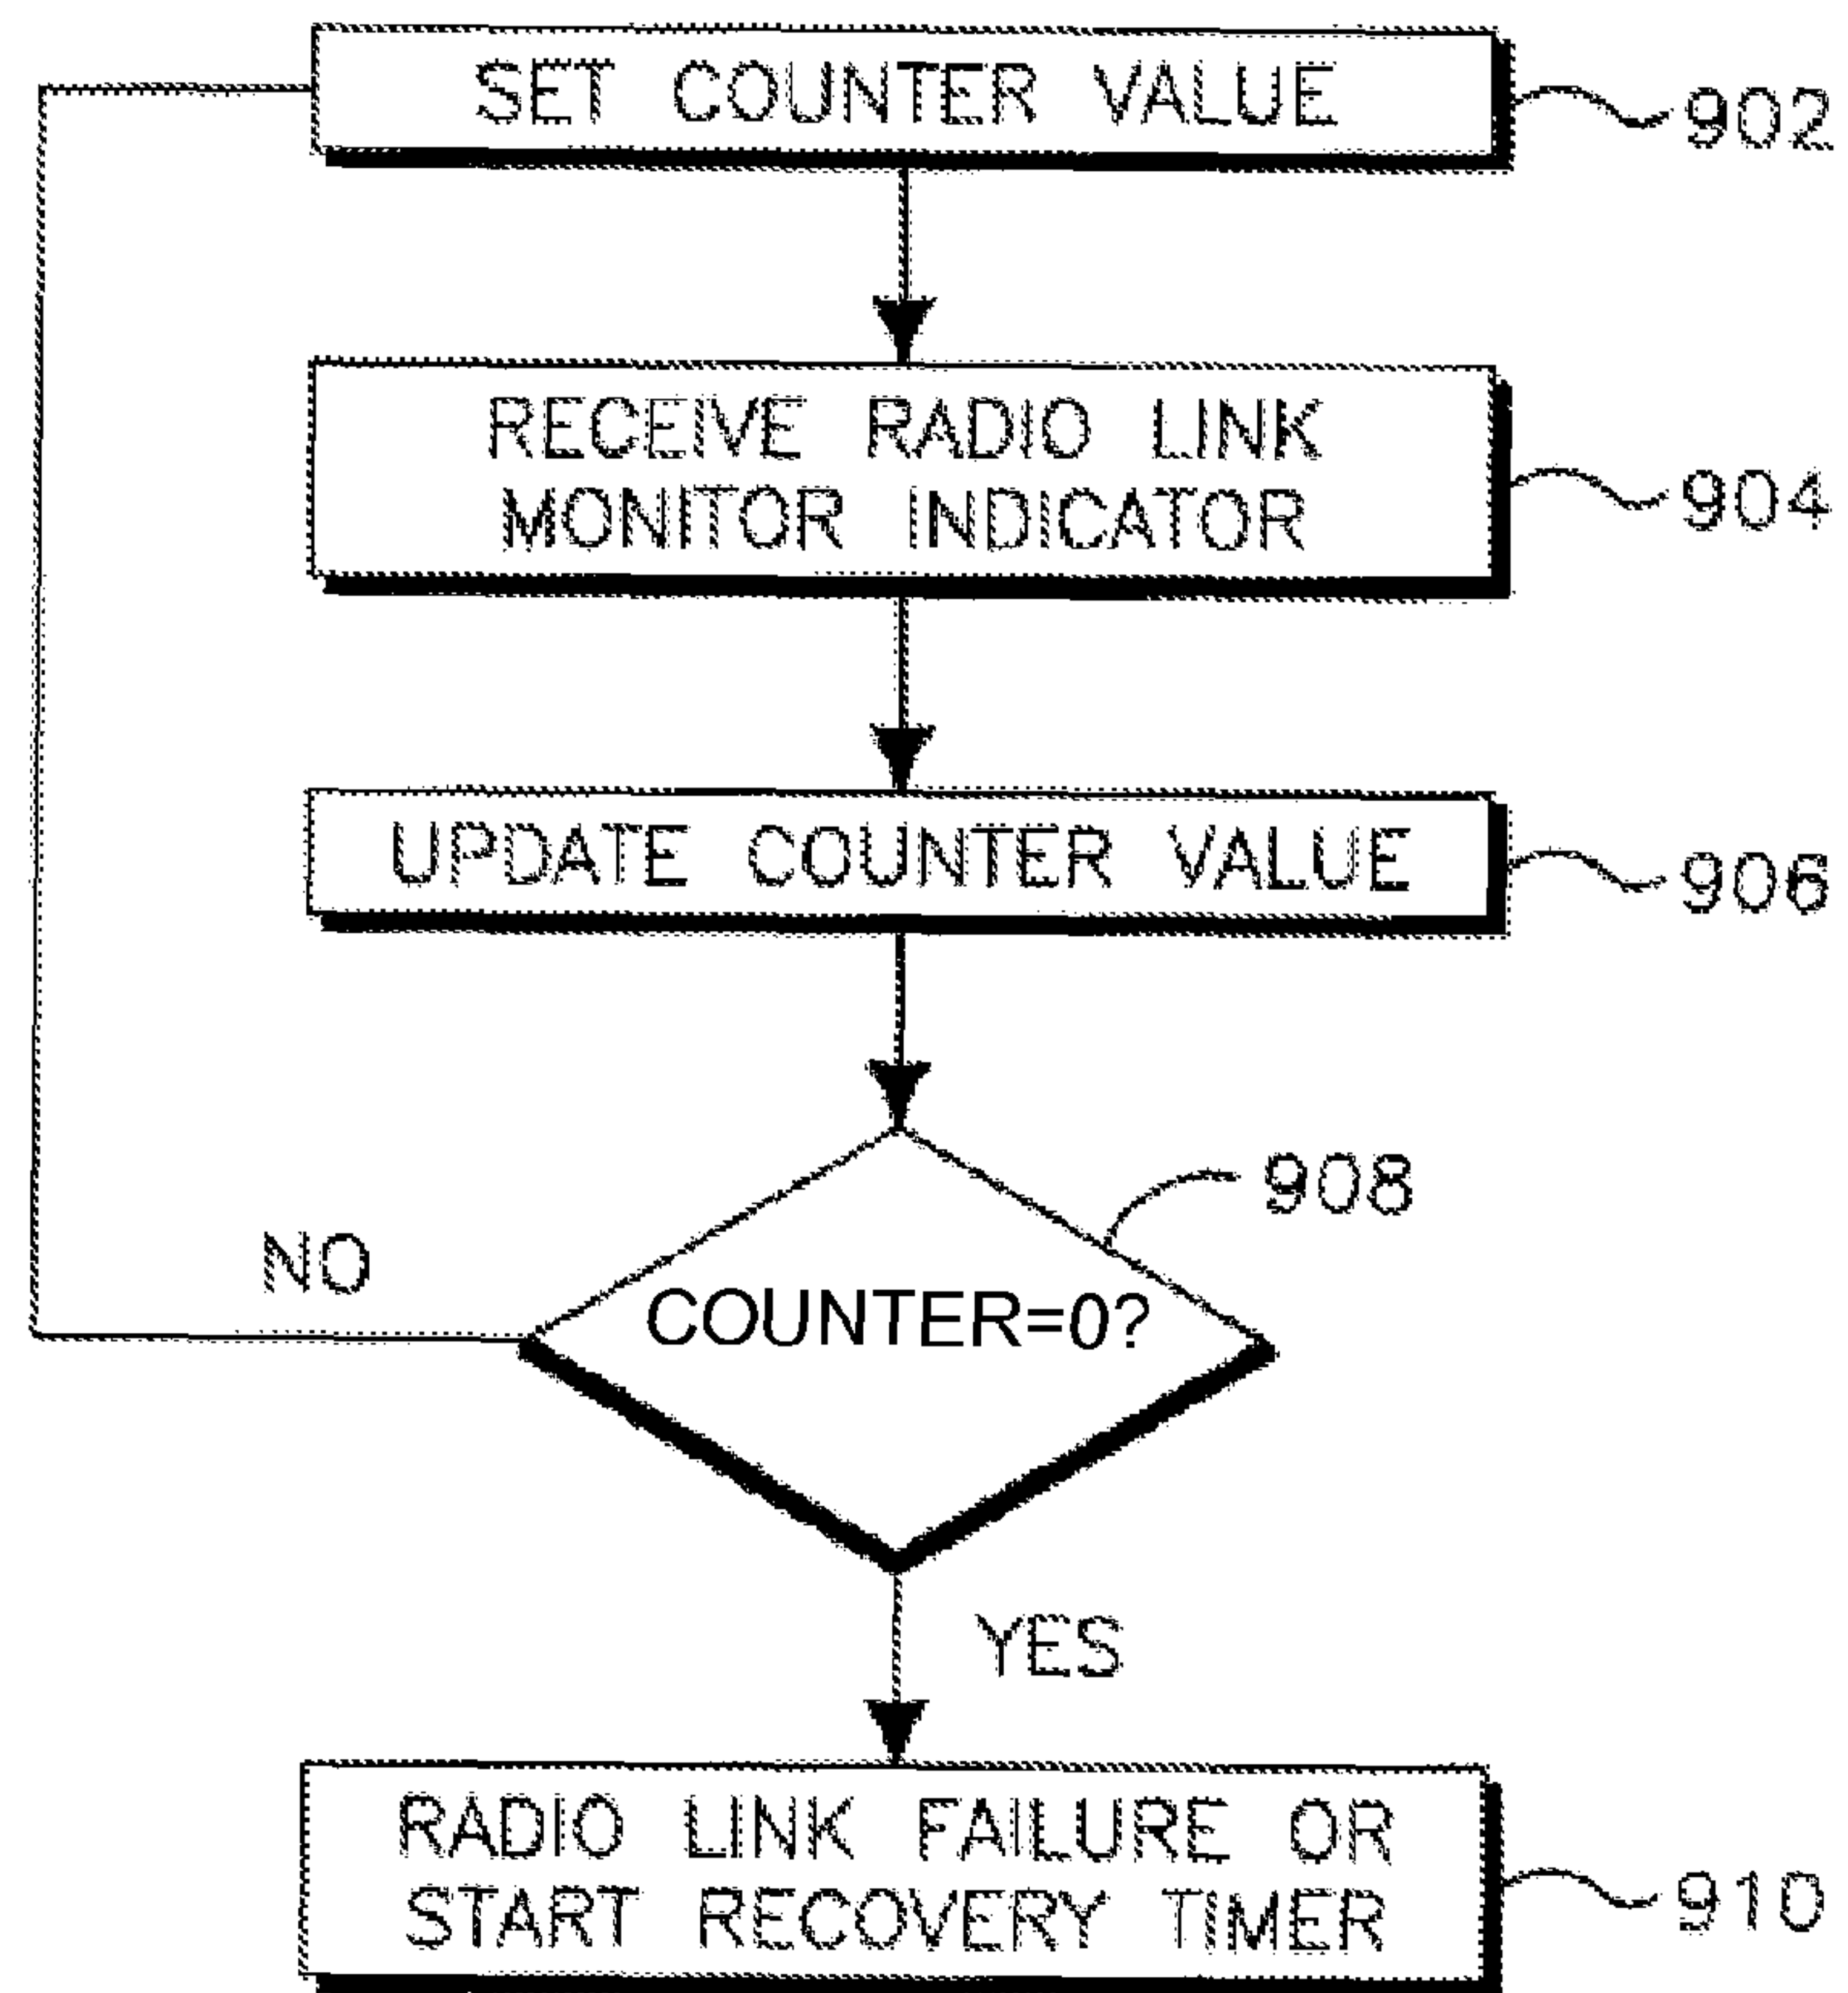 SET COUNTER VALUE
902
RECEIVE RADIO LINK
MONITOR INDICATOR
904
UPDATE COUNTER VALUE
906
908
NO
COUNTER=0?
YES
RADIO LINK FAILURE OR
START RECOVERY TIMER
910